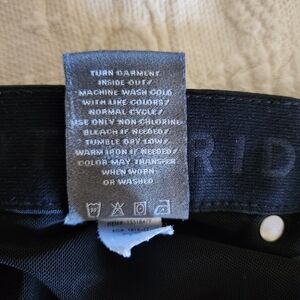 TURN GARMENT
INSIDE OUT/
MACHINE WASH COLD
WITH LIKE COLORS/
NORMAL CYCLE/
USE ONLY NON-CHLORINE
BLEACH IF NEEDED/
TUMBLE DRY LOW/
WARM IRON IF NEEDED/
COLOR MAY TRANSFER
WHEN WORN
OR WASHED
R